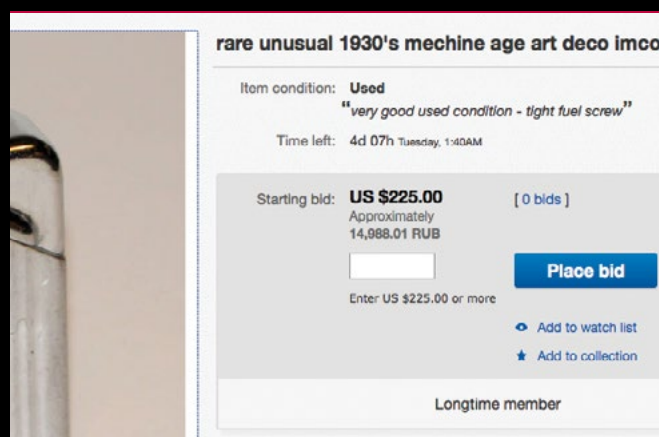 rare unusual 1930's mechine age art deco imco
Item condition: Used
"very good used condition - tight fuel screw"
Time left: 4d 07h Tuesday, 1:40AM
Starting bid: US $225.00 [ 0 bids ]
Approximately
14,988.01 RUB
Place bid
Enter US $225.00 or more
Add to watch list
Add to collection
Longtime member